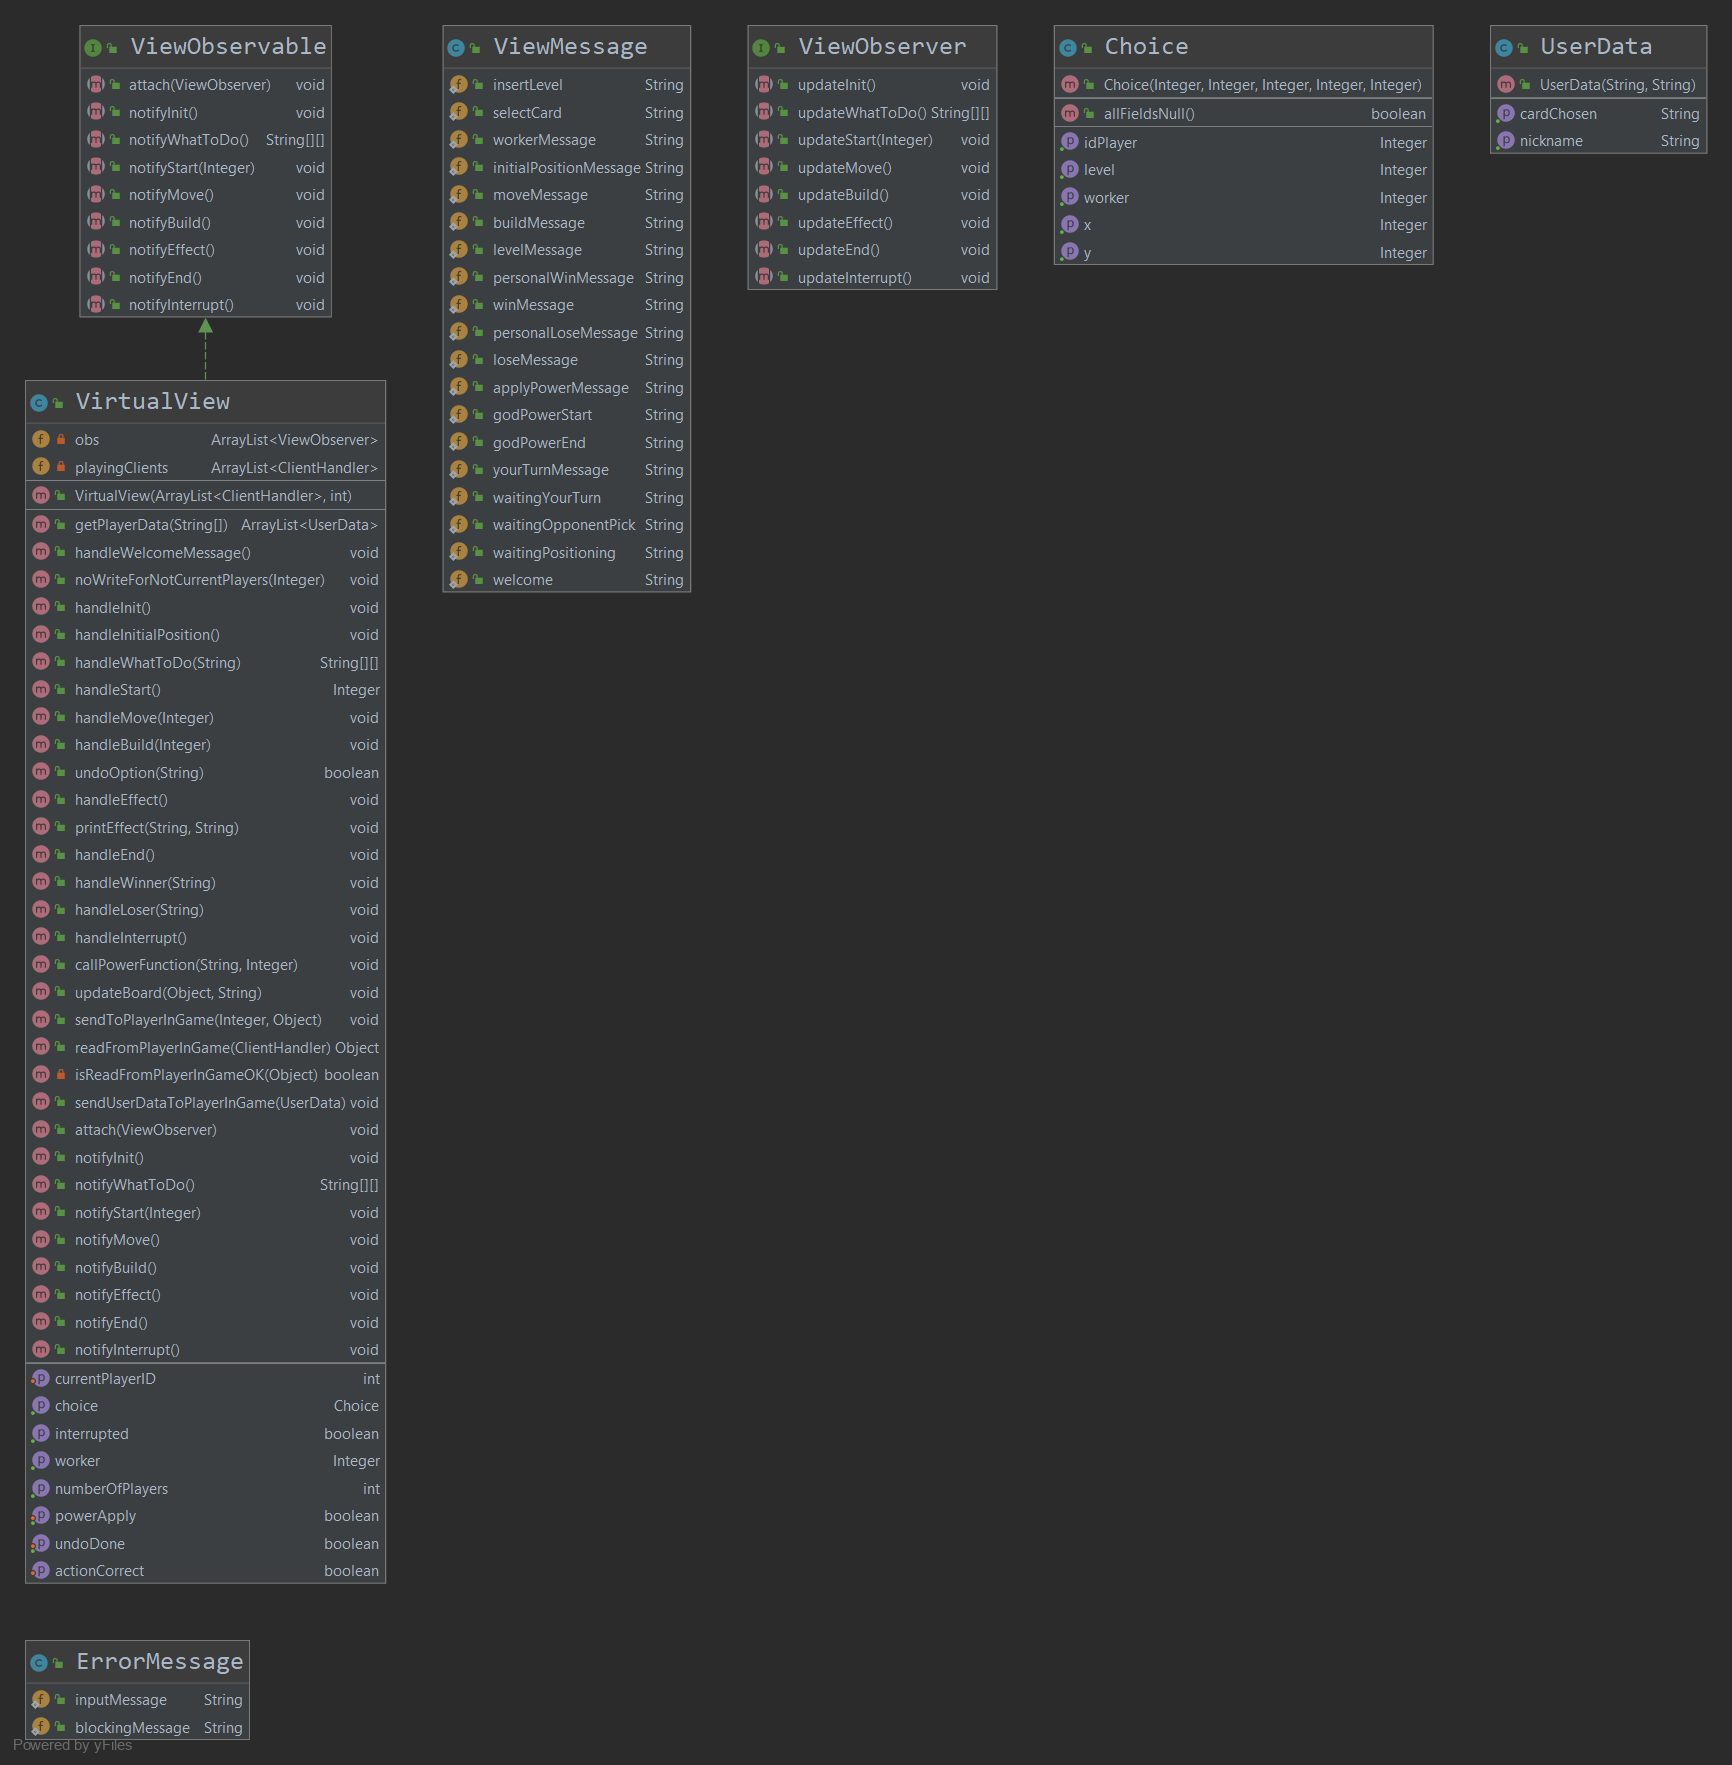 ViewObservable
attach(ViewObserver) void
notifyInit() void
notifyWhatToDo() String[][]
notifyStart(Integer) void
notifyMove() void
notifyBuild() void
notifyEffect() void
notifyEnd() void
notifyInterrupt() void
VirtualView
obs ArrayList<ViewObserver>
playingClients ArrayList<ClientHandler>
VirtualView(ArrayList<ClientHandler>, int)
getPlayerData(String[]) ArrayList<UserData>
handleWelcomeMessage() void
noWriteForNotCurrentPlayers(Integer) void
handleInit() void
handleInitialPosition() void
handleWhatToDo(String) String[][]
handleStart() Integer
handleMove(Integer) void
handleBuild(Integer) void
undoOption(String) boolean
handleEffect() void
printEffect(String, String) void
handleEnd() void
handleWinner(String) void
handleLoser(String) void
handleInterrupt() void
callPowerFunction(String, Integer) void
updateBoard(Object, String) void
sendToPlayerInGame(Integer, Object) void
readFromPlayerInGame(ClientHandler) Object
isReadFromPlayerInGameOK(Object) boolean
sendUserDataToPlayerInGame(UserData) void
attach(ViewObserver) void
notifyInit() void
notifyWhatToDo() String[][]
notifyStart(Integer) void
notifyMove() void
notifyBuild() void
notifyEffect() void
notifyEnd() void
notifyInterrupt() void
currentPlayerID int
choice Choice
interrupted boolean
worker Integer
numberOfPlayers int
powerApply boolean
undoDone boolean
actionCorrect boolean
ErrorMessage
inputMessage String
blockingMessage String
Powered by yFiles
ViewMessage
insertLevel String
selectCard String
workerMessage String
initialPositionMessage String
moveMessage String
buildMessage String
levelMessage String
personalWinMessage String
winMessage String
personalLoseMessage String
loseMessage String
applyPowerMessage String
godPowerStart String
godPowerEnd String
yourTurnMessage String
waitingYourTurn String
waitingOpponentPick String
waitingPositioning String
welcome String
ViewObserver
updateInit() void
updateWhatToDo() String[][]
updateStart(Integer) void
updateMove() void
updateBuild() void
updateEffect() void
updateEnd() void
updateInterrupt() void
Choice
Choice(Integer, Integer, Integer, Integer, Integer)
allFieldsNull() boolean
idPlayer Integer
level Integer
worker Integer
x Integer
y Integer
UserData
UserData(String, String)
cardChosen String
nickname String